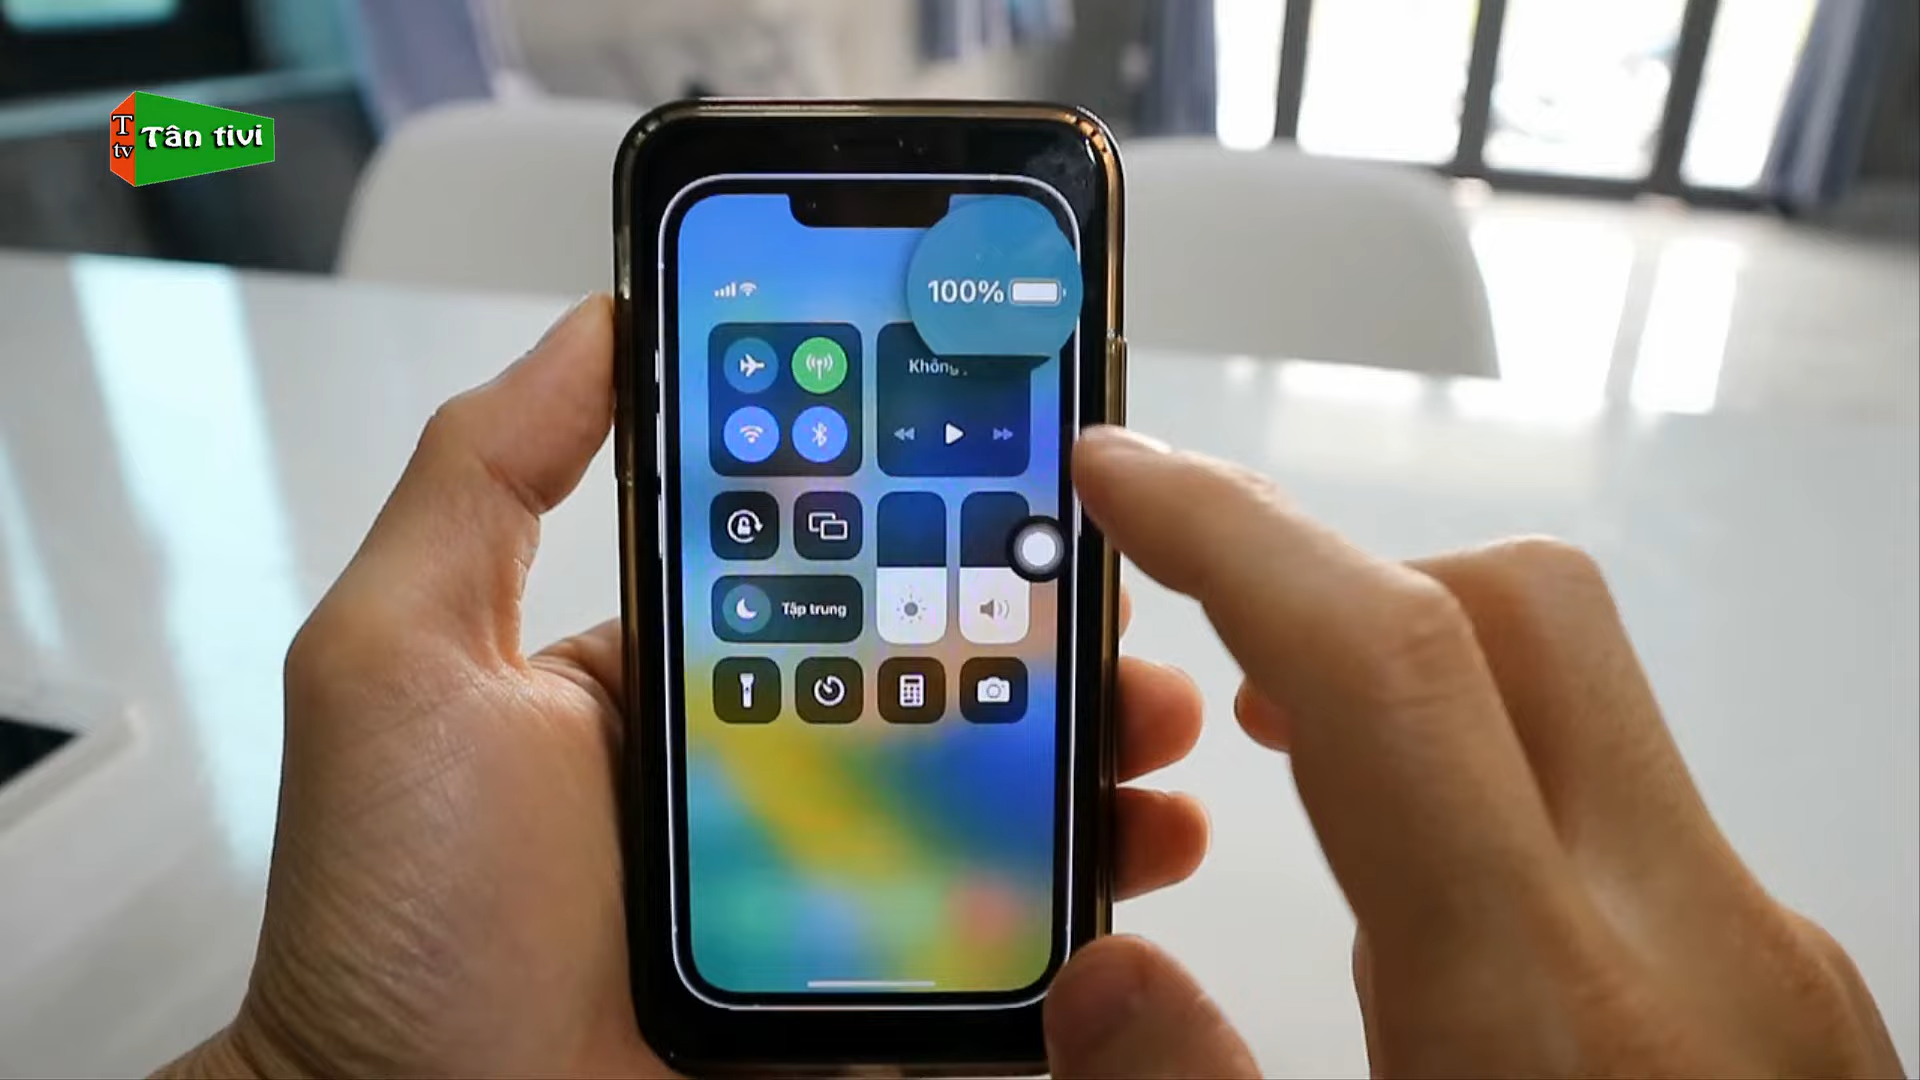 T
tv
Tân tivi
100%
Không
Tập trung